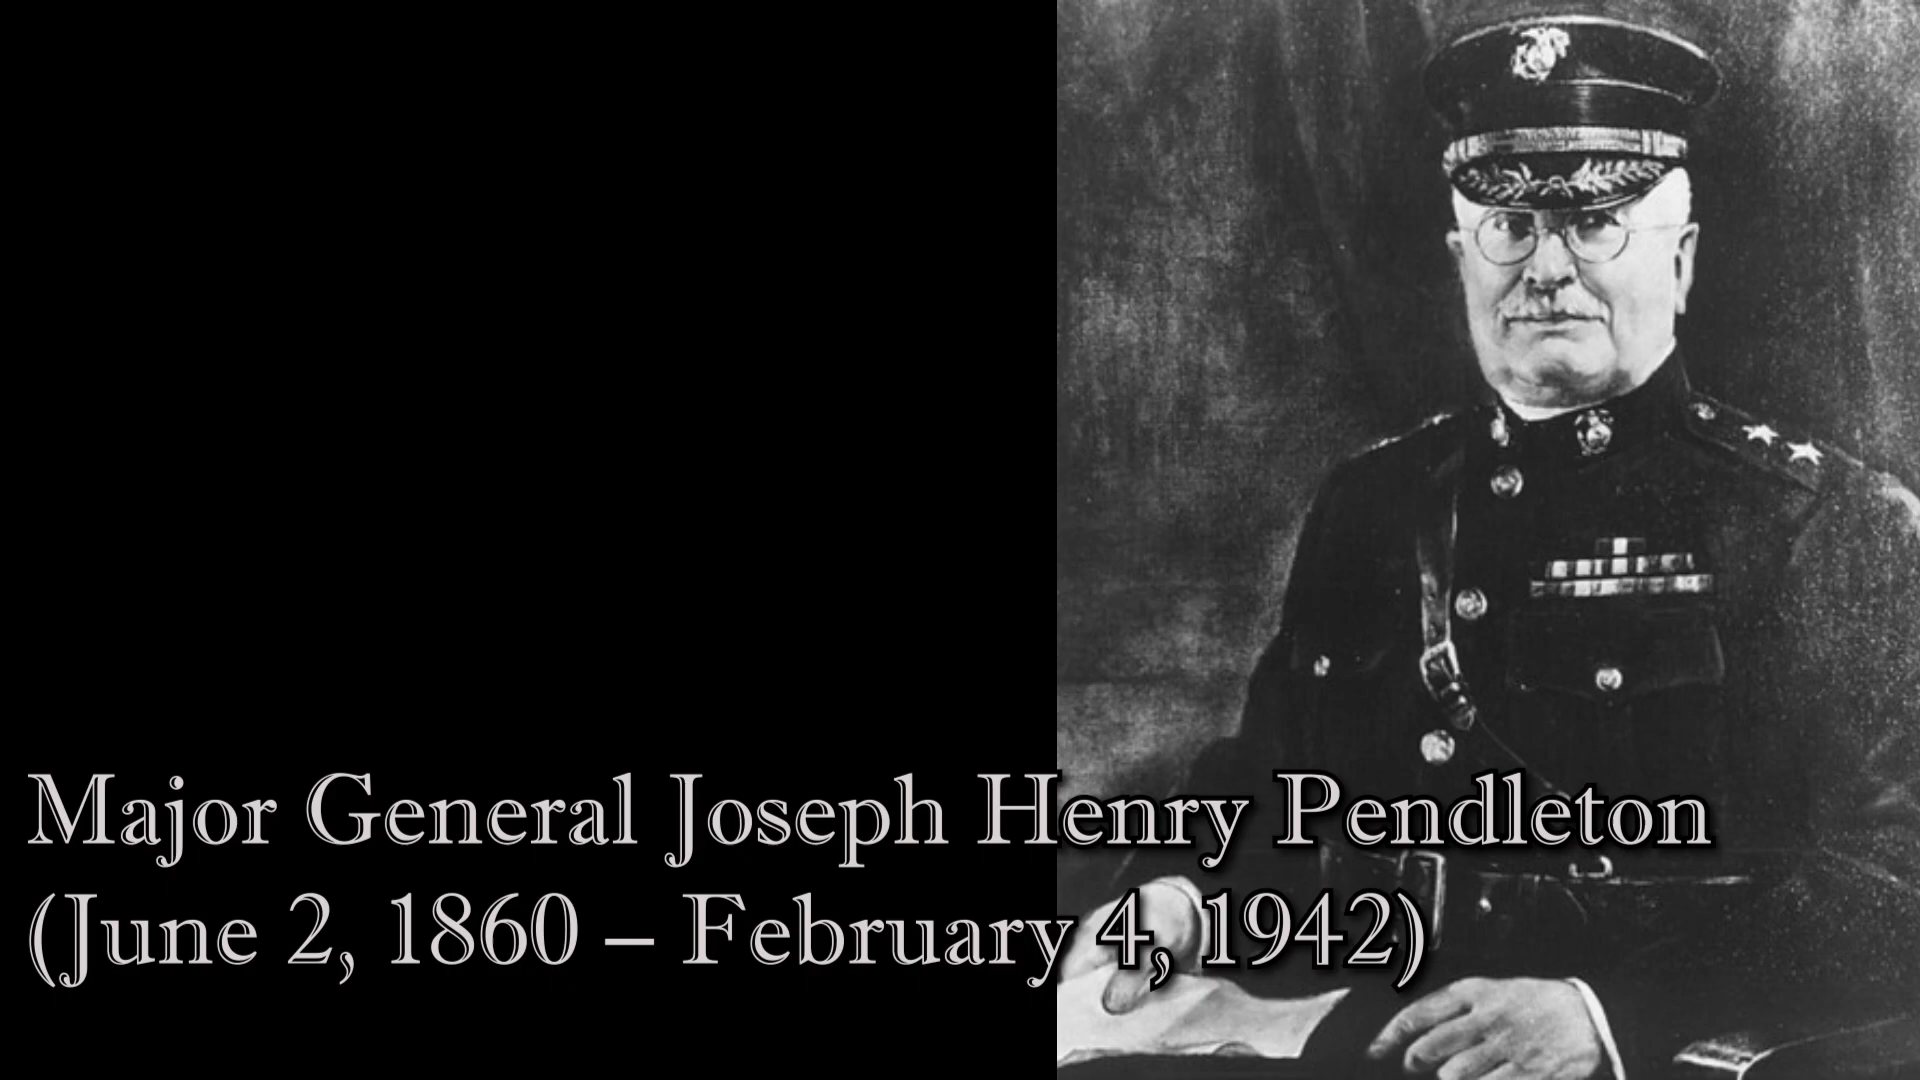 Major General Joseph Henry Pendleton
(June 2, 1860 – February 4, 1942)